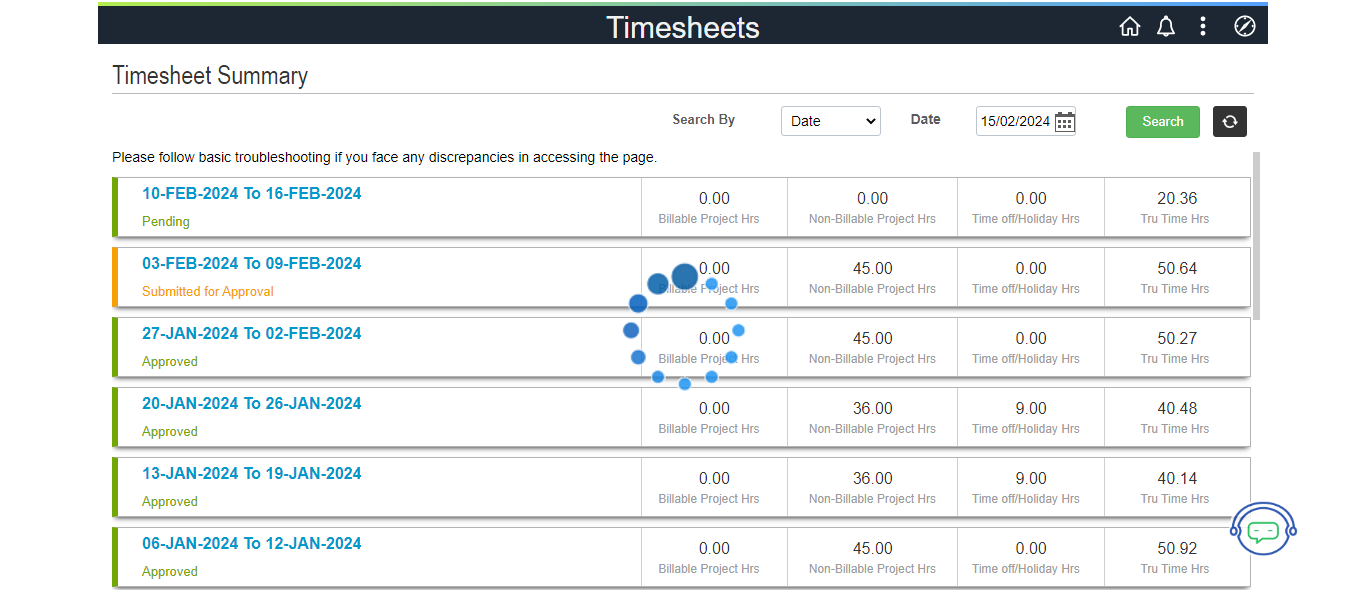 Timesheets
Timesheet Summary
Search By Date Date 15/02/2024 Search
Please follow basic troubleshooting if you face any discrepancies in accessing the page.
10-FEB-2024 To 16-FEB-2024 0.00 0.00 0.00 20.36
Pending Billable Project Hrs Non-Billable Project Hrs Time off/Holiday Hrs Tru Time Hrs
03-FEB-2024 To 09-FEB-2024 0.00 45.00 0.00 50.64
Submitted for Approval Billable Project Hrs Non-Billable Project Hrs Time off/Holiday Hrs Tru Time Hrs
27-JAN-2024 To 02-FEB-2024 0.00 45.00 0.00 50.27
Approved Billable Project Hrs Non-Billable Project Hrs Time off/Holiday Hrs Tru Time Hrs
20-JAN-2024 To 26-JAN-2024 0.00 36.00 9.00 40.48
Approved Billable Project Hrs Non-Billable Project Hrs Time off/Holiday Hrs Tru Time Hrs
13-JAN-2024 To 19-JAN-2024 0.00 36.00 9.00 40.14
Approved Billable Project Hrs Non-Billable Project Hrs Time off/Holiday Hrs Tru Time Hrs
06-JAN-2024 To 12-JAN-2024 0.00 45.00 0.00 50.92
Approved Billable Project Hrs Non-Billable Project Hrs Time off/Holiday Hrs Tru Time Hrs